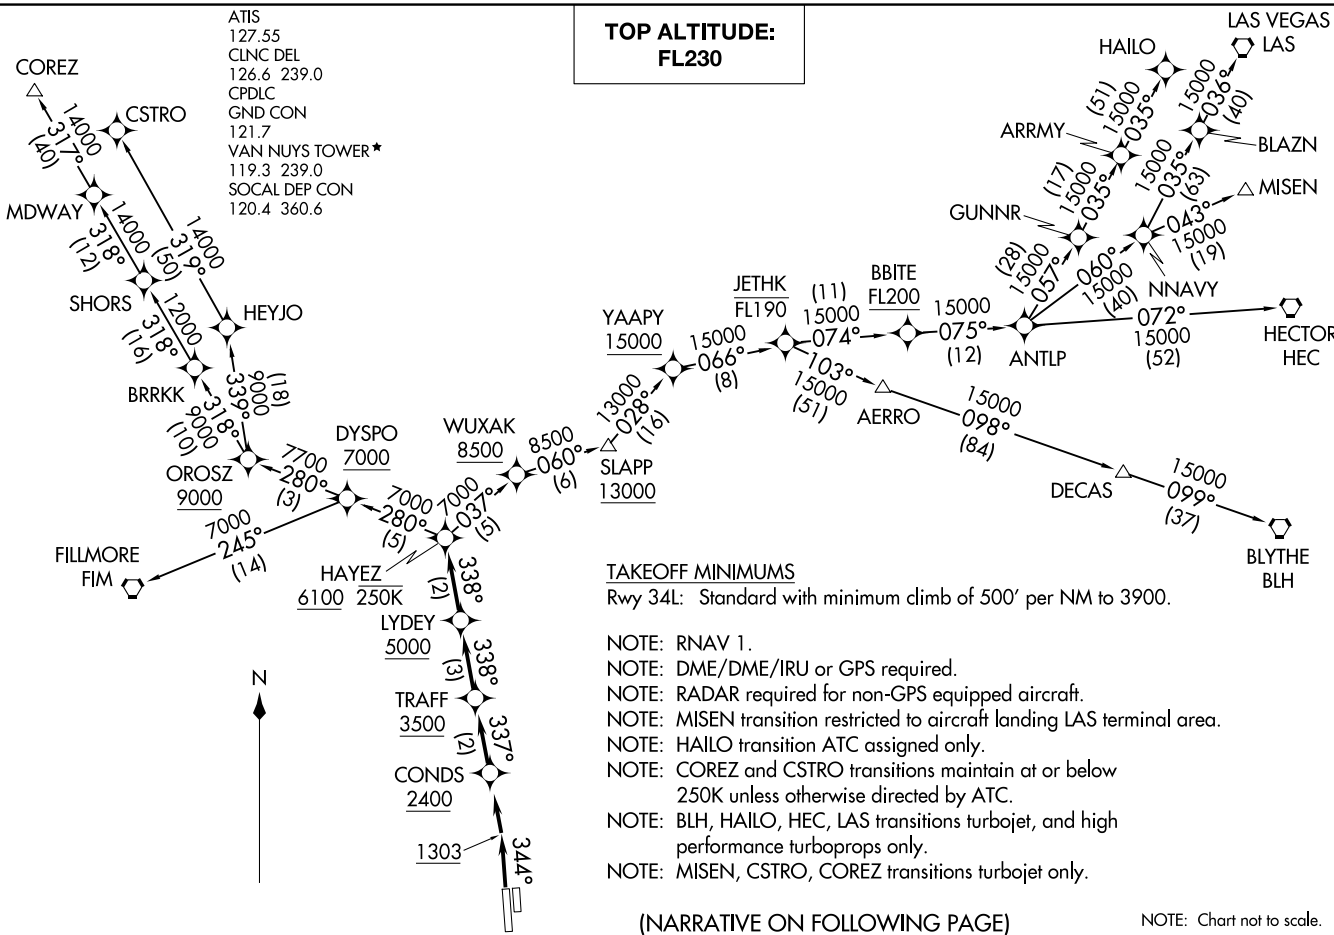 ATIS
127.55
CLNC DEL
126.6 239.0
CPDLC
GND CON
121.7
VAN NUYS TOWER★
119.3 239.0
SOCAL DEP CON
120.4 360.6
TOP ALTITUDE:
FL230
COREZ
14000
317°
(40)
CSTRO
MDWAY
14000
318°
(12)
14000
319°
(50)
SHORS
12000
318°
(16)
HEYJO
BRRKK
9000
318°
(10)
(18)
9000
339°
OROSZ
9000
7700
280°
(3)
DYSPO
7000
7000
245°
(14)
FILLMORE
FIM
7000
280°
(5)
HAYEZ
6100 250K
7000
037°
(5)
WUXAK
8500
8500
060°
(6)
SLAPP
13000
13000
028°
(16)
YAAPY
15000
15000
066°
(8)
JETHK
FL190
(11)
15000
074°
BBITE
FL200
15000
075°
(12)
ANTLP
103°
15000
(51)
AERRO
15000
098°
(84)
DECAS
15000
099°
(37)
BLYTHE
BLH
(28)
15000
057°
GUNNR
(17)
15000
035°
ARRMY
(51)
15000
035°
HAILO
060°
15000
(40)
NNAVY
15000
035°
(63)
BLAZN
15000
036°
(40)
LAS VEGAS
LAS
043°
15000
(19)
MISEN
072°
15000
(52)
HECTOR
HEC
338°
(2)
LYDEY
5000
338°
(3)
TRAFF
3500
337°
(2)
CONDS
2400
1303
344°
N
TAKEOFF MINIMUMS
Rwy 34L: Standard with minimum climb of 500' per NM to 3900.
NOTE: RNAV 1.
NOTE: DME/DME/IRU or GPS required.
NOTE: RADAR required for non-GPS equipped aircraft.
NOTE: MISEN transition restricted to aircraft landing LAS terminal area.
NOTE: HAILO transition ATC assigned only.
NOTE: COREZ and CSTRO transitions maintain at or below
250K unless otherwise directed by ATC.
NOTE: BLH, HAILO, HEC, LAS transitions turbojet, and high
performance turboprops only.
NOTE: MISEN, CSTRO, COREZ transitions turbojet only.
(NARRATIVE ON FOLLOWING PAGE)
NOTE: Chart not to scale.